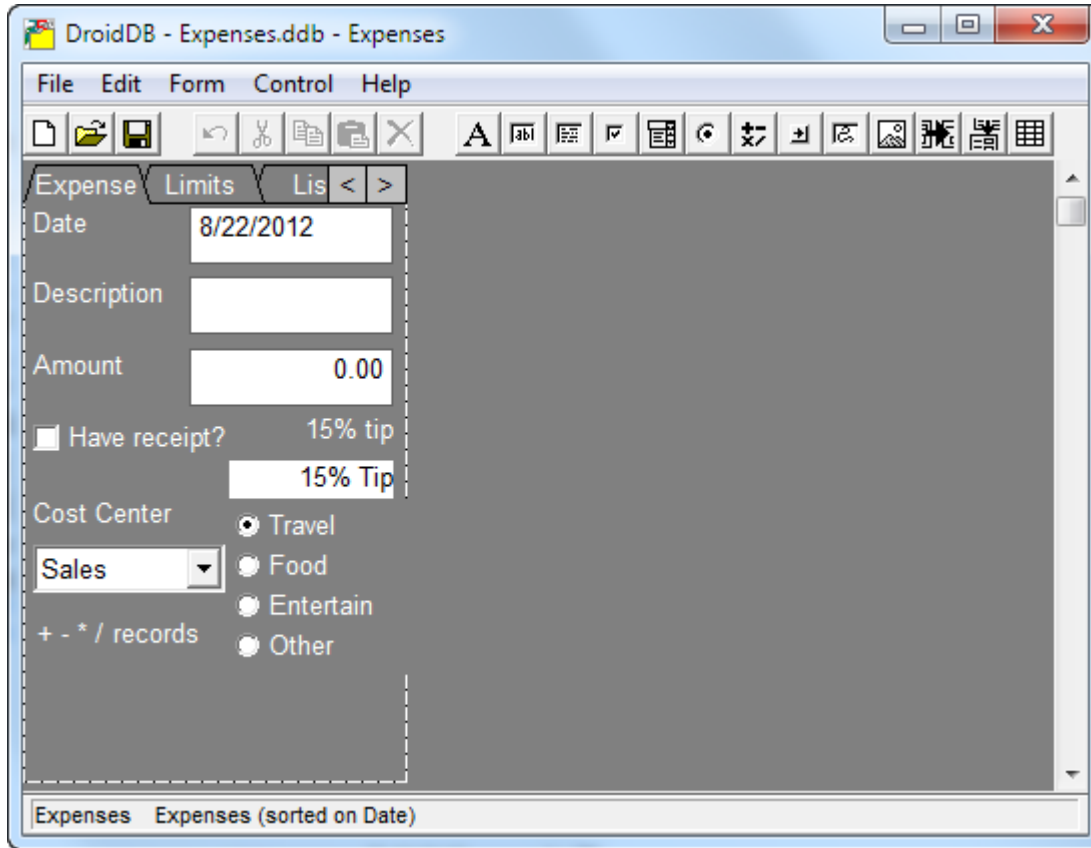 DroidDB - Expenses.ddb - Expenses
File Edit Form Control Help
A abl
Expense Limits Lis < >
Date 8/22/2012
Description
Amount 0.00
Have receipt? 15% tip
15% Tip
Cost Center
Travel
Sales Food
Entertain
+ - * / records
Other
Expenses Expenses (sorted on Date)